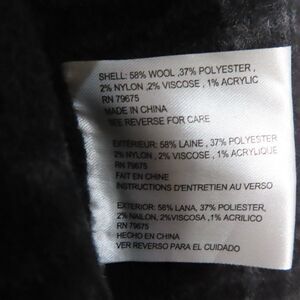 SHELL: 58% WOOL ,37% POLYESTER ,
2% NYLON ,2% VISCOSE , 1% ACRYLIC
RN 79675
MADE IN CHINA
SEE REVERSE FOR CARE
EXTÉRIEUR: 58% LAINE , 37% POLYESTER,
2% NYLON, 2% VISCOSE , 1% ACRYLIQUE
RN 79675
FAIT EN CHINE
INSTRUCTIONS D'ENTRETIEN AU VERSO
EXTERIOR: 58% LANA, 37% POLIESTER,
2% NAILON, 2%VISCOSA , 1% ACRILICO
RN 79675
HECHO EN CHINA
VER REVERSO PARA EL CUIDADO